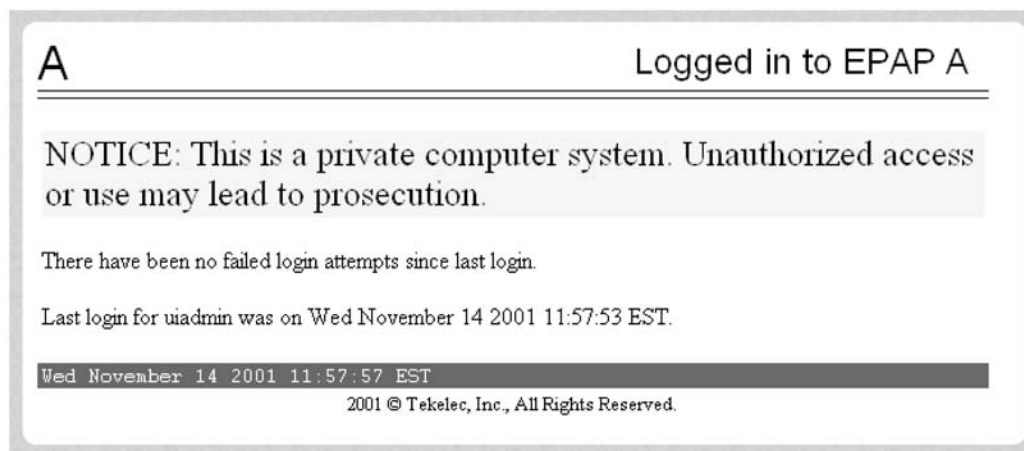 A
Logged in to EPAP A
NOTICE: This is a private computer system. Unauthorized access
or use may lead to prosecution.
There have been no failed login attempts since last login.
Last login for uiadmin was on Wed November 14 2001 11:57:53 EST.
Wed November 14 2001 11:57:57 EST
2001 © Tekelec, Inc., All Rights Reserved.